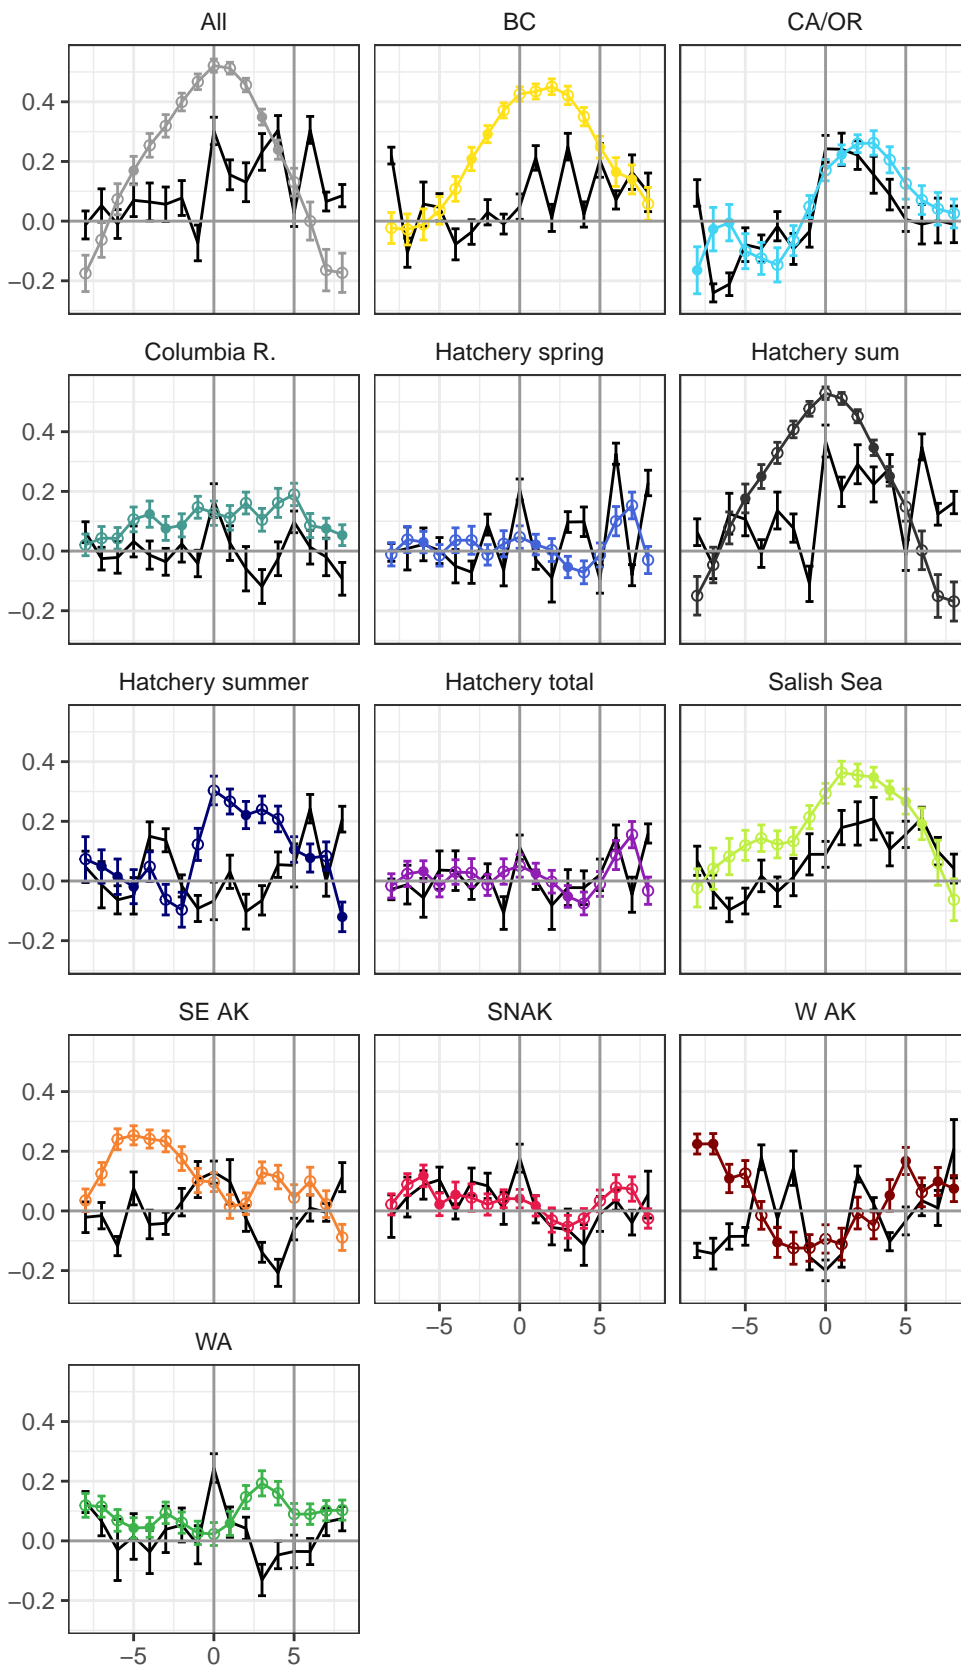 All BC CA/OR
0.4
0.2
0.0
−0.2
Columbia R. Hatchery spring Hatchery sum
0.4
0.2
0.0
−0.2
Hatchery summer Hatchery total Salish Sea
0.4
0.2
0.0
−0.2
SE AK SNAK W AK
0.4
0.2
0.0
−0.2
−5 0 5 −5 0 5
WA
0.4
0.2
0.0
−0.2
−5 0 5